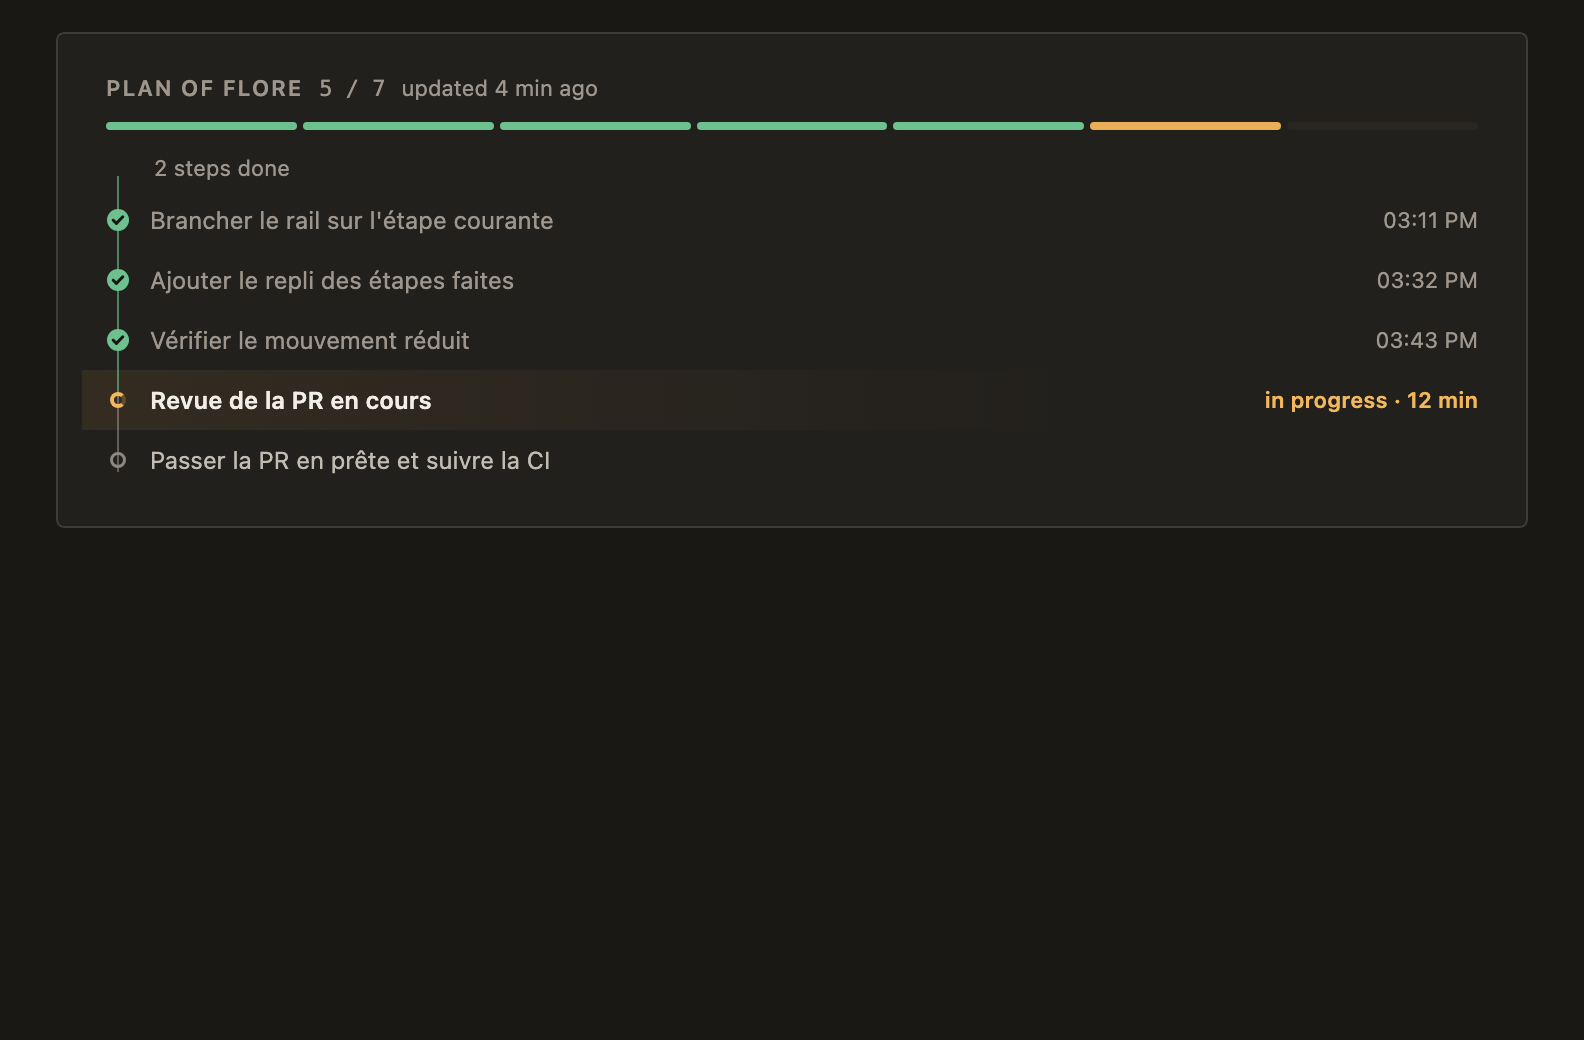 PLAN OF FLORE 5 / 7 updated 4 min ago
2 steps done
Brancher le rail sur l'étape courante 03:11 PM
Ajouter le repli des étapes faites 03:32 PM
Vérifier le mouvement réduit 03:43 PM
Revue de la PR en cours in progress · 12 min
Passer la PR en prête et suivre la CI